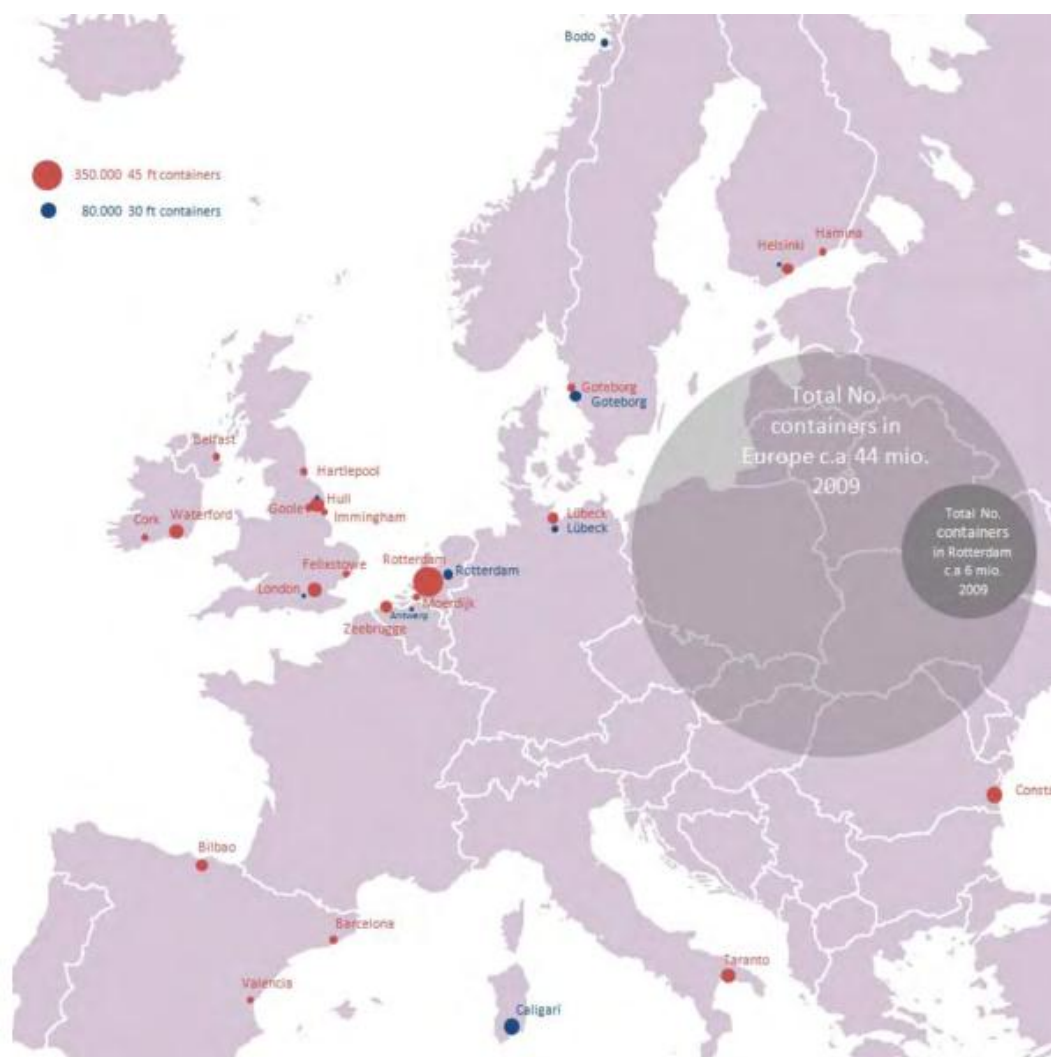 Bodo
350.000 45 ft containers
80.000 30 ft containers
Hamina
Helsinki
Goteborg
Goteborg
Total No.
containers in
Europe c.a 44 mio.
2009
Belfast
Hartlepool
Hull
Goole
Immingham
Cork
Waterford
Lübeck
Lübeck
Total No.
containers
in Rotterdam
c.a 6 mio.
2009
Felixstowe
Rotterdam
Rotterdam
London
Moerdijk
Antwerp
Zeebrugge
Bilbao
Barcelona
Valencia
Taranto
Caligari